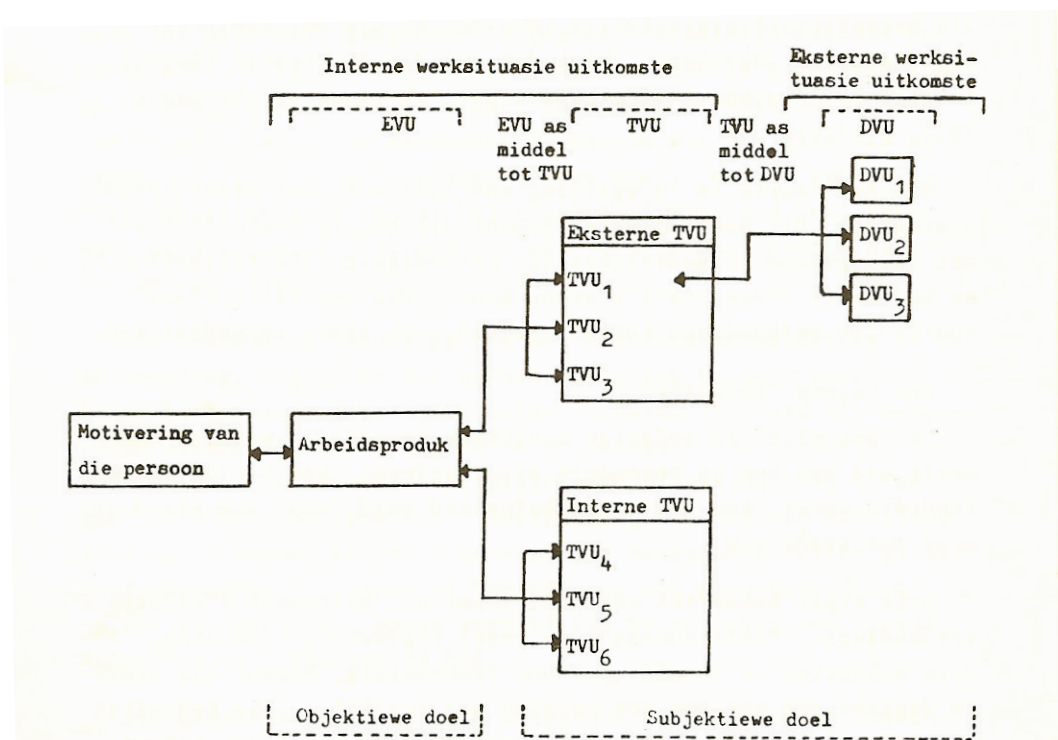 Interne werksituasie uitkomste
Eksterne werksi-
tuasie uitkomste
EVU
EVU as
middel
tot TVU
TVU
TVU as
middel
tot DVU
DVU
DVU1
DVU2
DVU3
Eksterne TVU
TVU1
TVU2
TVU3
Motivering van
die persoon
Arbeidsproduk
Interne TVU
TVU4
TVU5
TVU6
Objektiewe doel
Subjektiewe doel